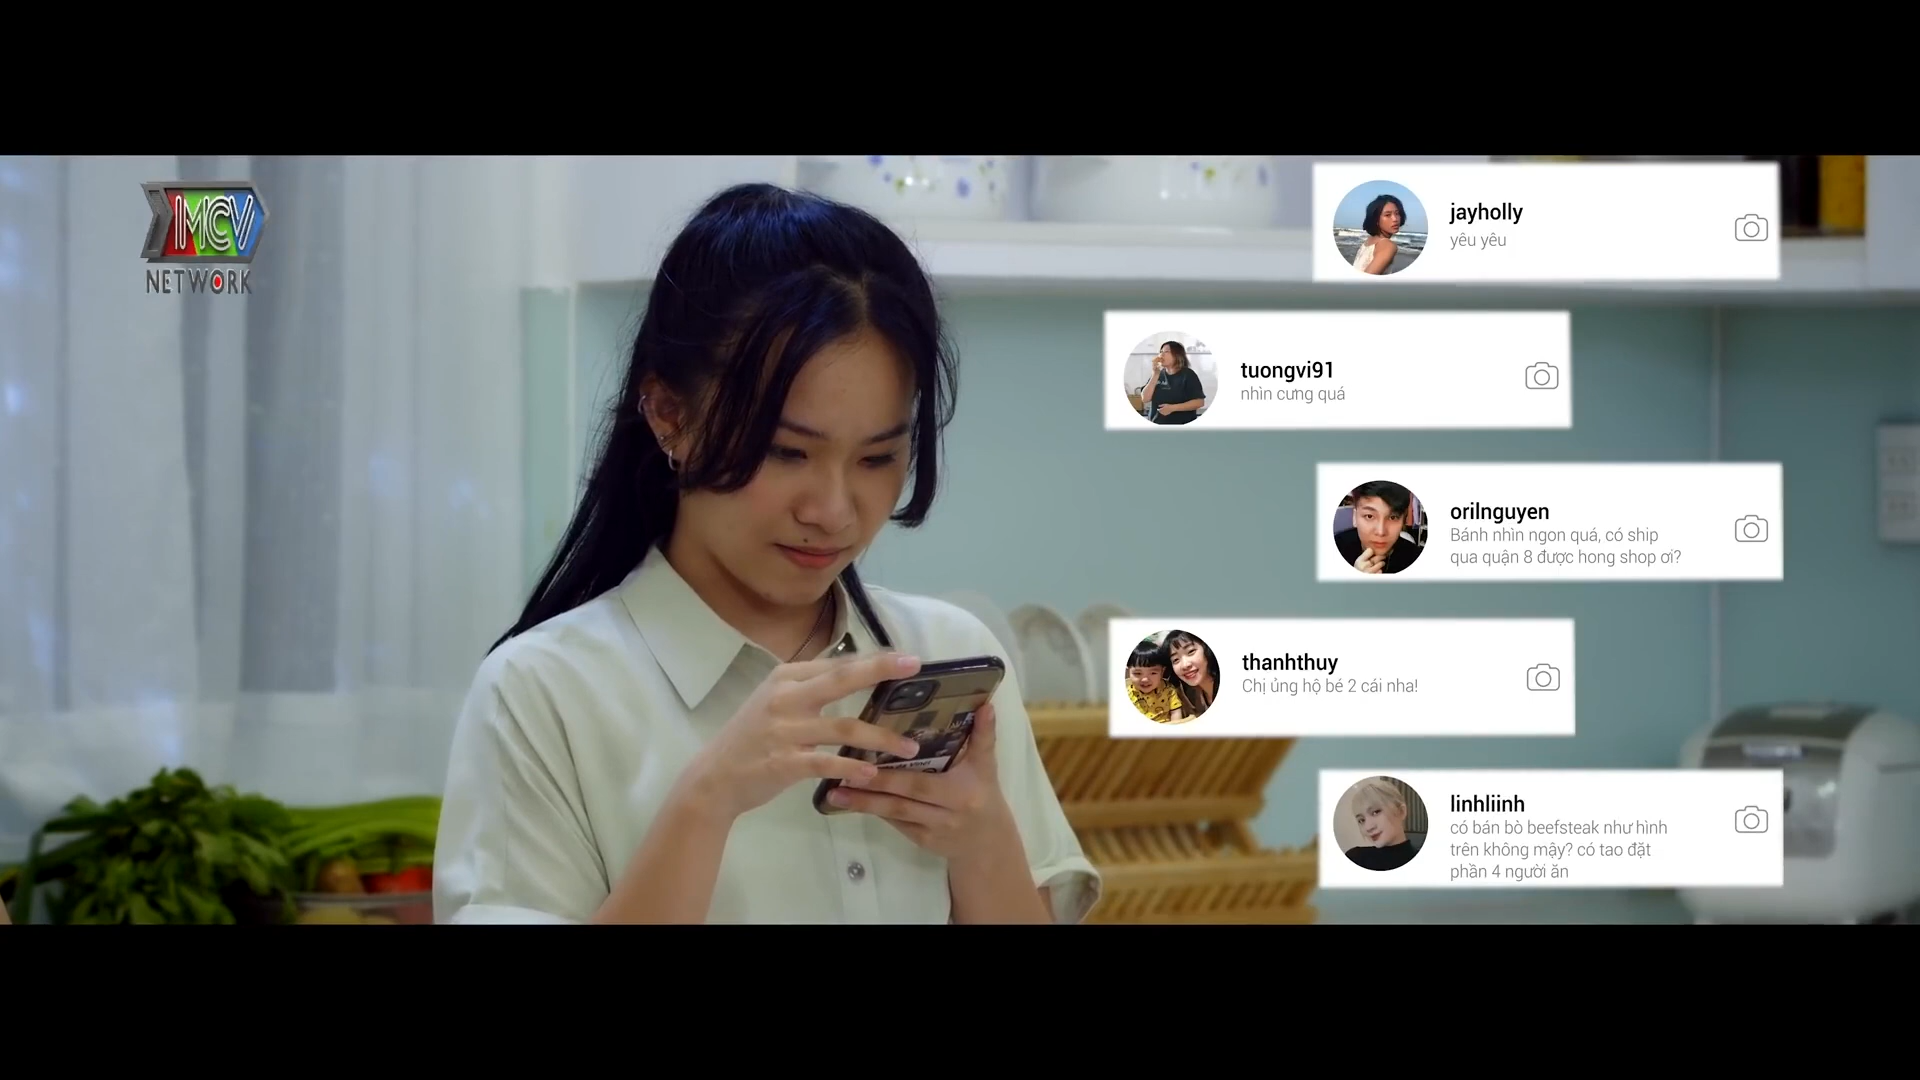 MCV
NETWORK
jayholly
yêu yêu
tuongvi91
nhìn cưng quá
orilnguyen
Bánh nhìn ngon quá, có ship
qua quận 8 được hong shop ơi?
thanhthuy
Chị ủng hộ bé 2 cái nha!
linhliinh
có bán bò beefsteak như hình
trên không mậy? có tao đặt
phần 4 người ăn